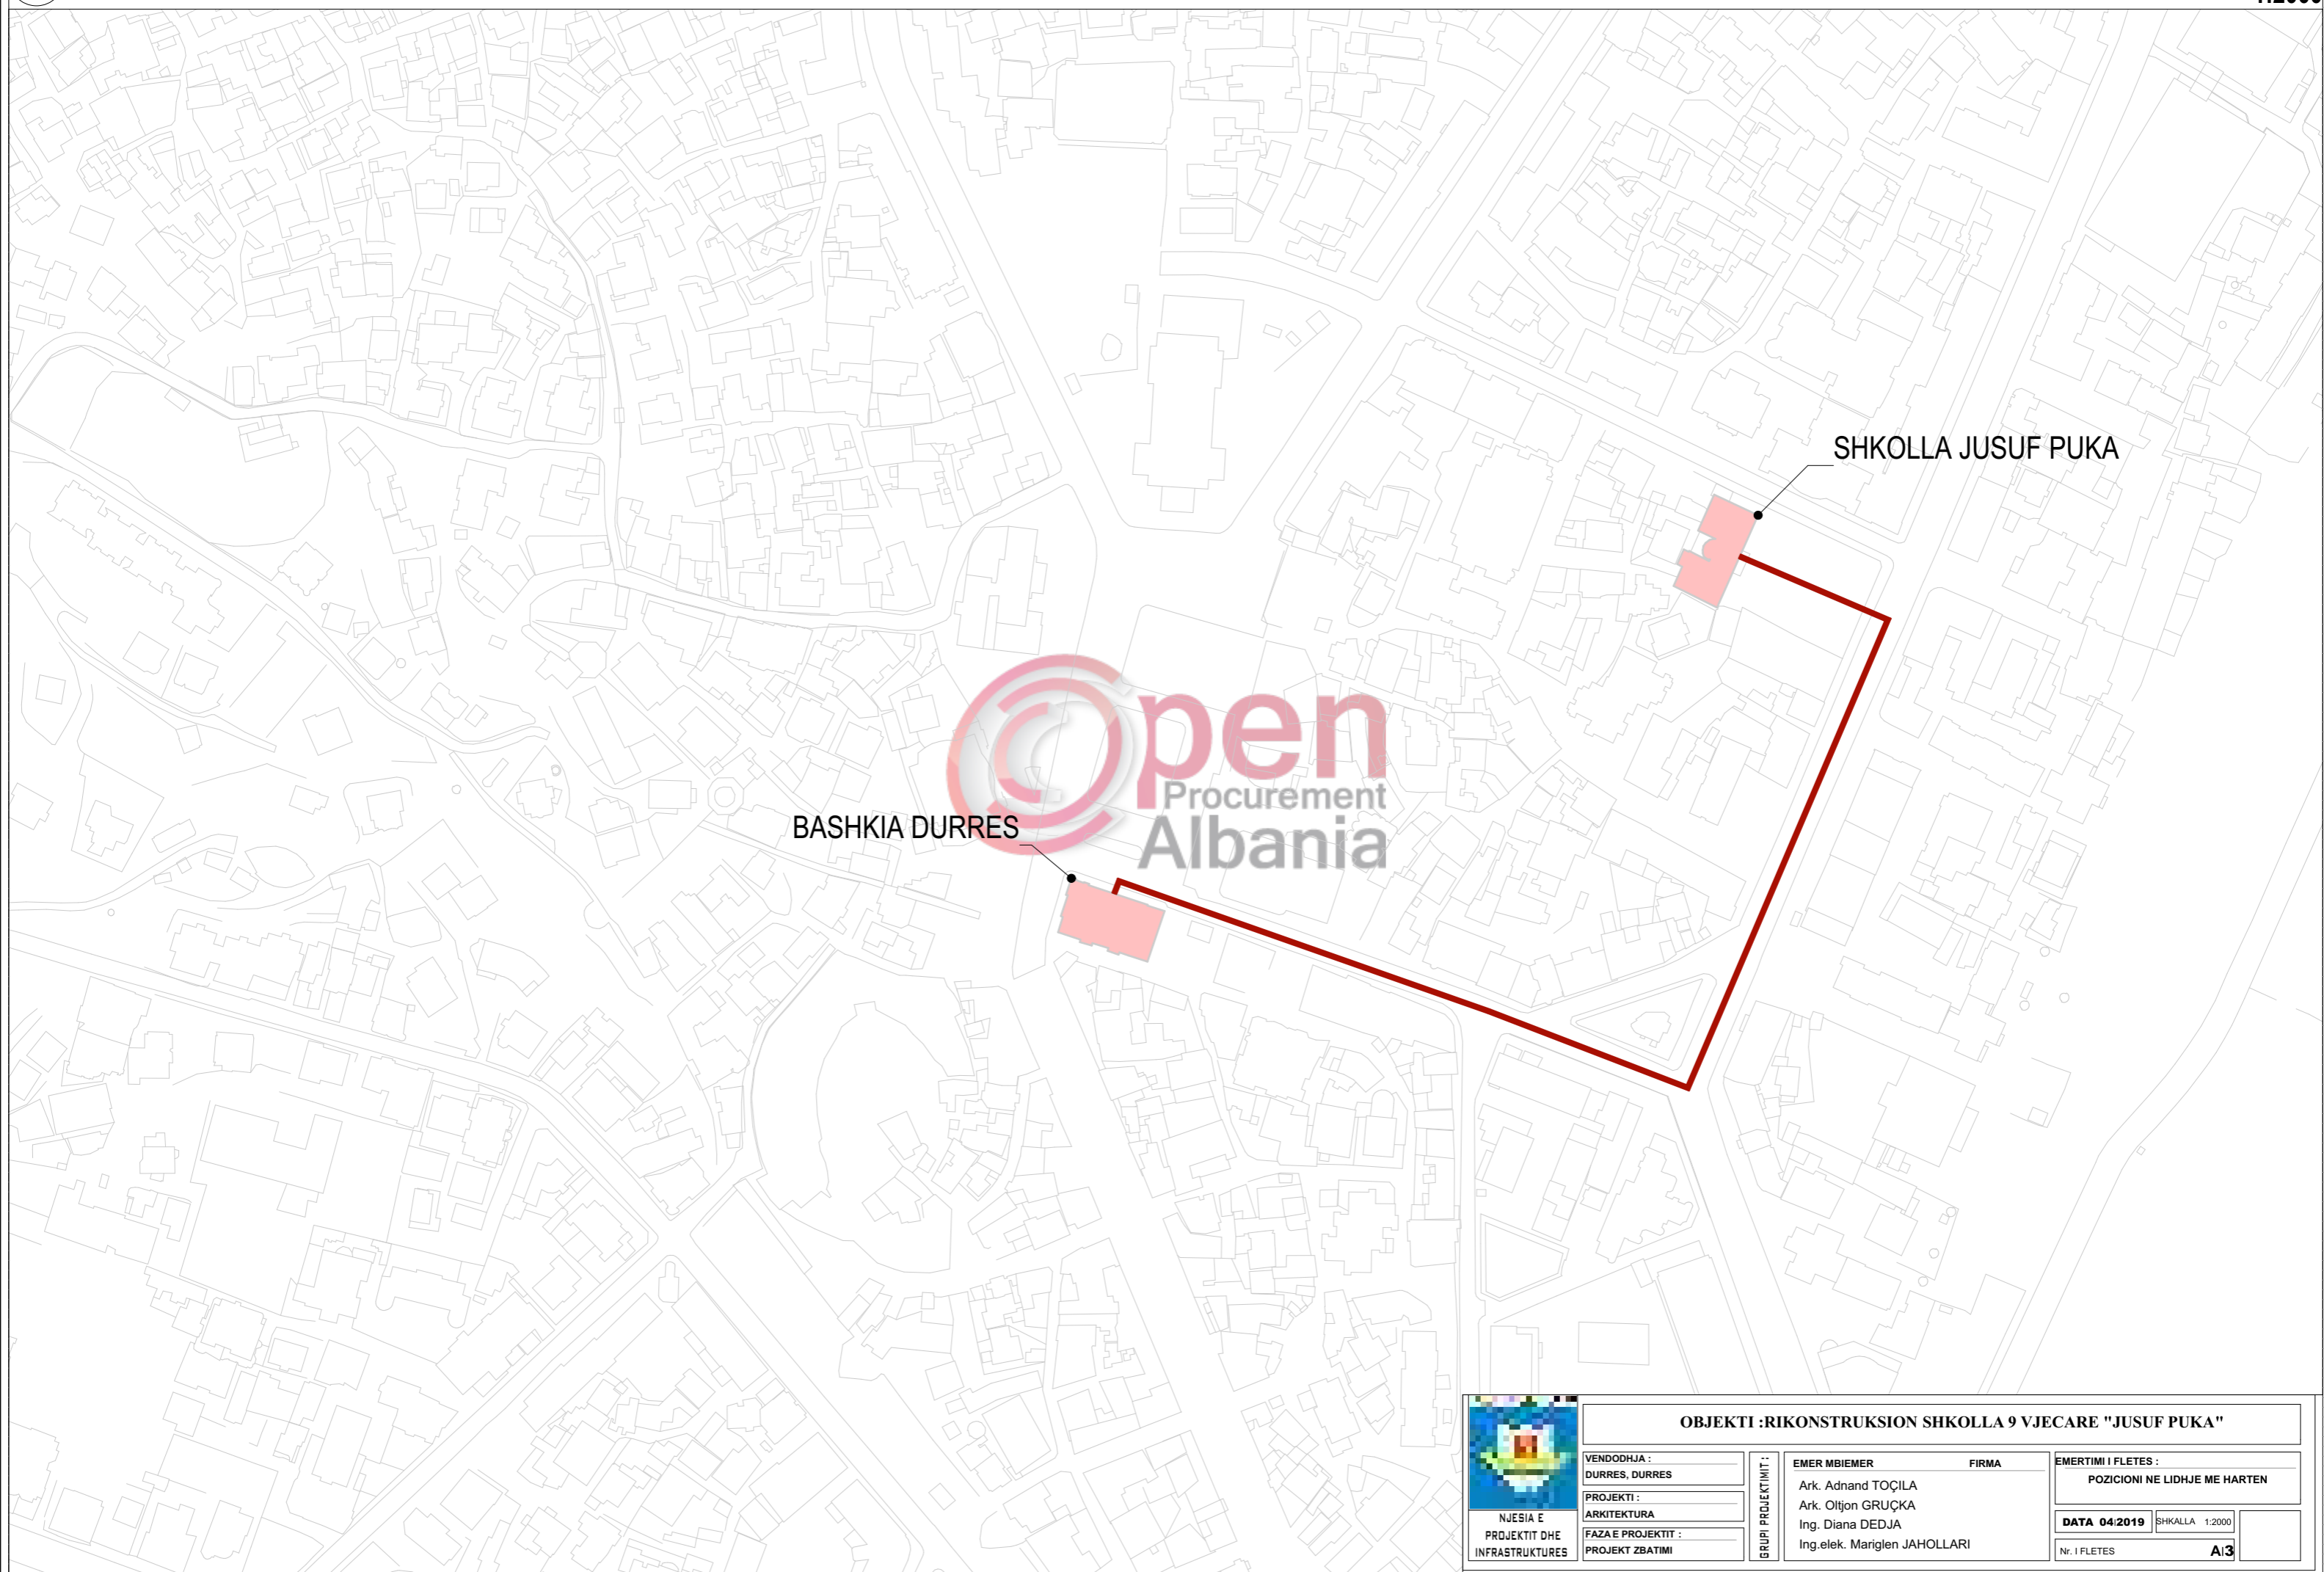 SHKOLLA JUSUF PUKA
Open
Procurement
Albania
BASHKIA DURRES
OBJEKTI :RIKONSTRUKSION SHKOLLA 9 VJECARE "JUSUF PUKA"
NJESIA E
PROJEKTIT DHE
INFRASTRUKTURES
VENDODHJA :
DURRES, DURRES
PROJEKTI :
ARKITEKTURA
FAZA E PROJEKTIT :
PROJEKT ZBATIMI
GRUPI PROJEKTIMIT :
EMER MBIEMER FIRMA
Ark. Adnand TOÇILA
Ark. Oltjon GRUÇKA
Ing. Diana DEDJA
Ing.elek. Mariglen JAHOLLARI
EMERTIMI I FLETES :
POZICIONI NE LIDHJE ME HARTEN
DATA 04|2019 SHKALLA 1:2000
Nr. I FLETES A|3